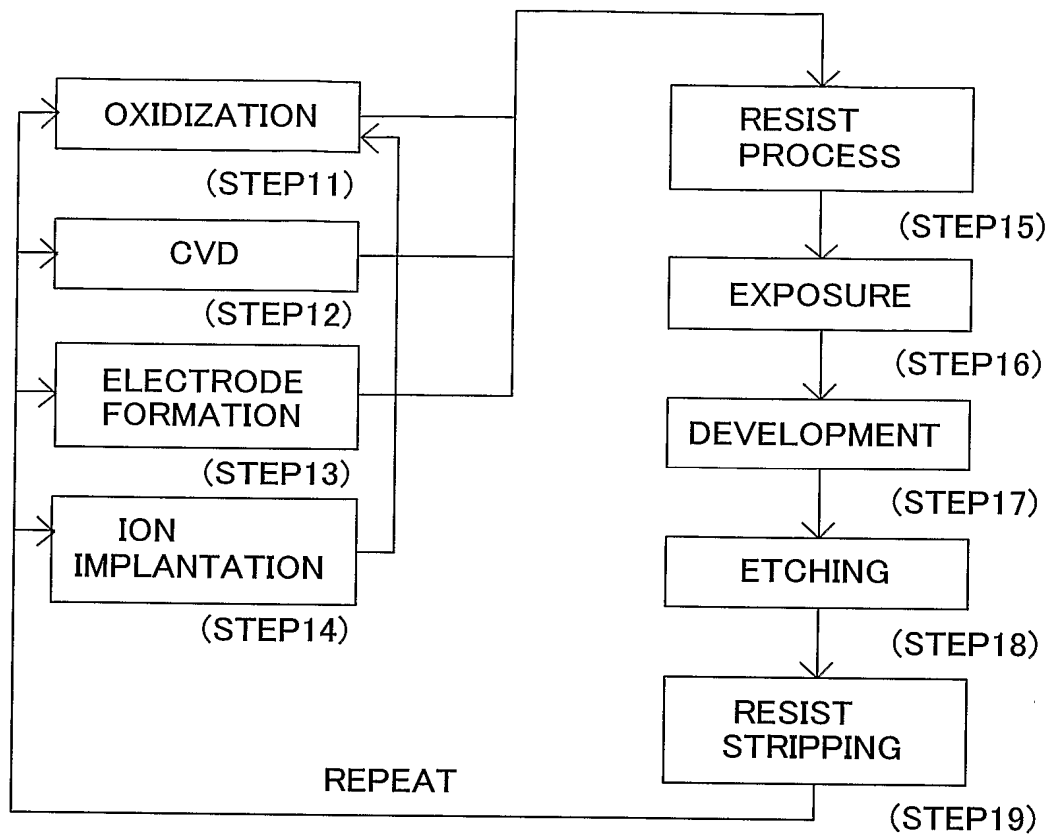 OXIDIZATION
(STEP11)
CVD
(STEP12)
ELECTRODE
FORMATION
(STEP13)
ION
IMPLANTATION
(STEP14)
RESIST
PROCESS
(STEP15)
EXPOSURE
(STEP16)
DEVELOPMENT
(STEP17)
ETCHING
(STEP18)
RESIST
STRIPPING
(STEP19)
REPEAT